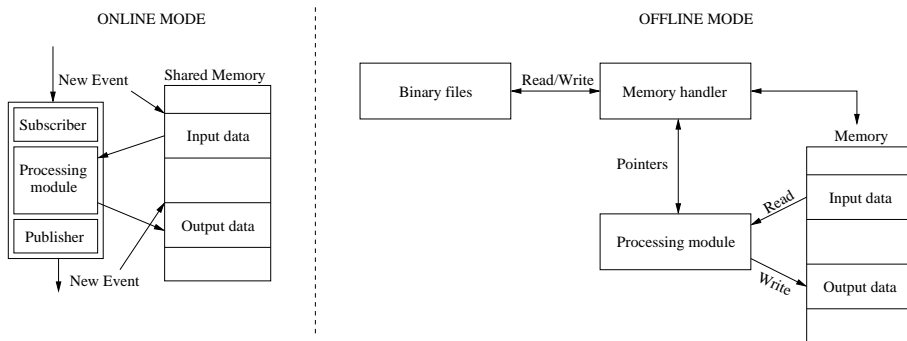 ONLINE MODE
New Event
Shared Memory
Subscriber
Input data
Processing
module
Publisher
Output data
New Event
OFFLINE MODE
Binary files
Read/Write
Memory handler
Pointers
Memory
Read
Input data
Processing module
Write
Output data